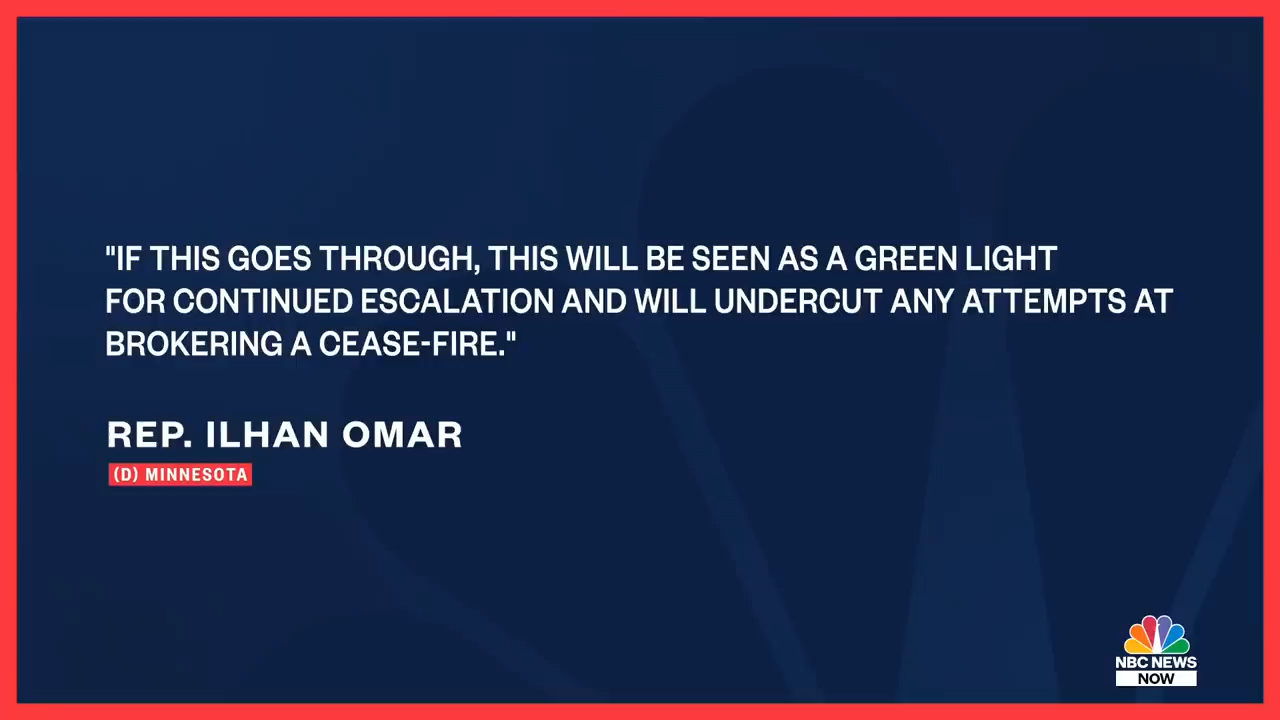 "IF THIS GOES THROUGH, THIS WILL BE SEEN AS A GREEN LIGHT
FOR CONTINUED ESCALATION AND WILL UNDERCUT ANY ATTEMPTS AT
BROKERING A CEASE-FIRE."
REP. ILHAN OMAR
(D) MINNESOTA
NBC NEWS
NOW